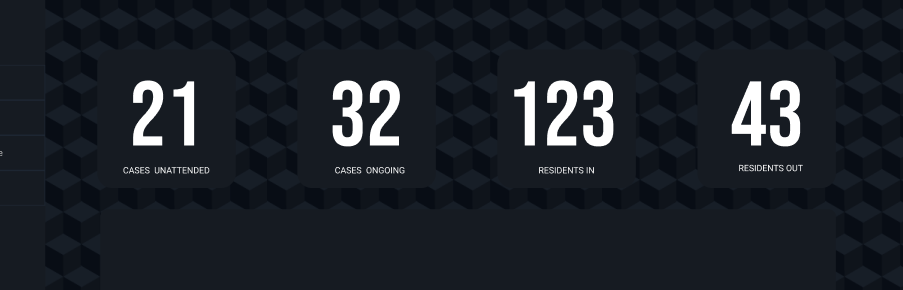 21
CASES UNATTENDED
32
CASES ONGOING
123
RESIDENTS IN
43
RESIDENTS OUT